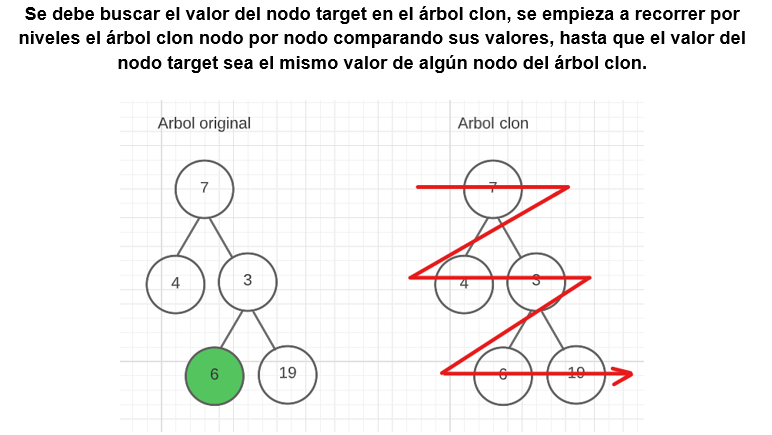 Se debe buscar el valor del nodo target en el árbol clon, se empieza a recorrer por
niveles el árbol clon nodo por nodo comparando sus valores, hasta que el valor del
nodo target sea el mismo valor de algún nodo del árbol clon.
Arbol original
Arbol clon
7
7
4
3
4
3
6
19
6
19